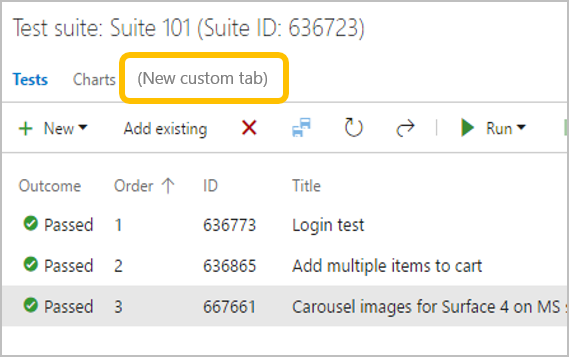 Test suite: Suite 101 (Suite ID: 636723)
Tests Charts (New custom tab)
New Add existing Run
Outcome Order ID Title
Passed 1 636773 Login test
Passed 2 636865 Add multiple items to cart
Passed 3 667661 Carousel images for Surface 4 on MS s